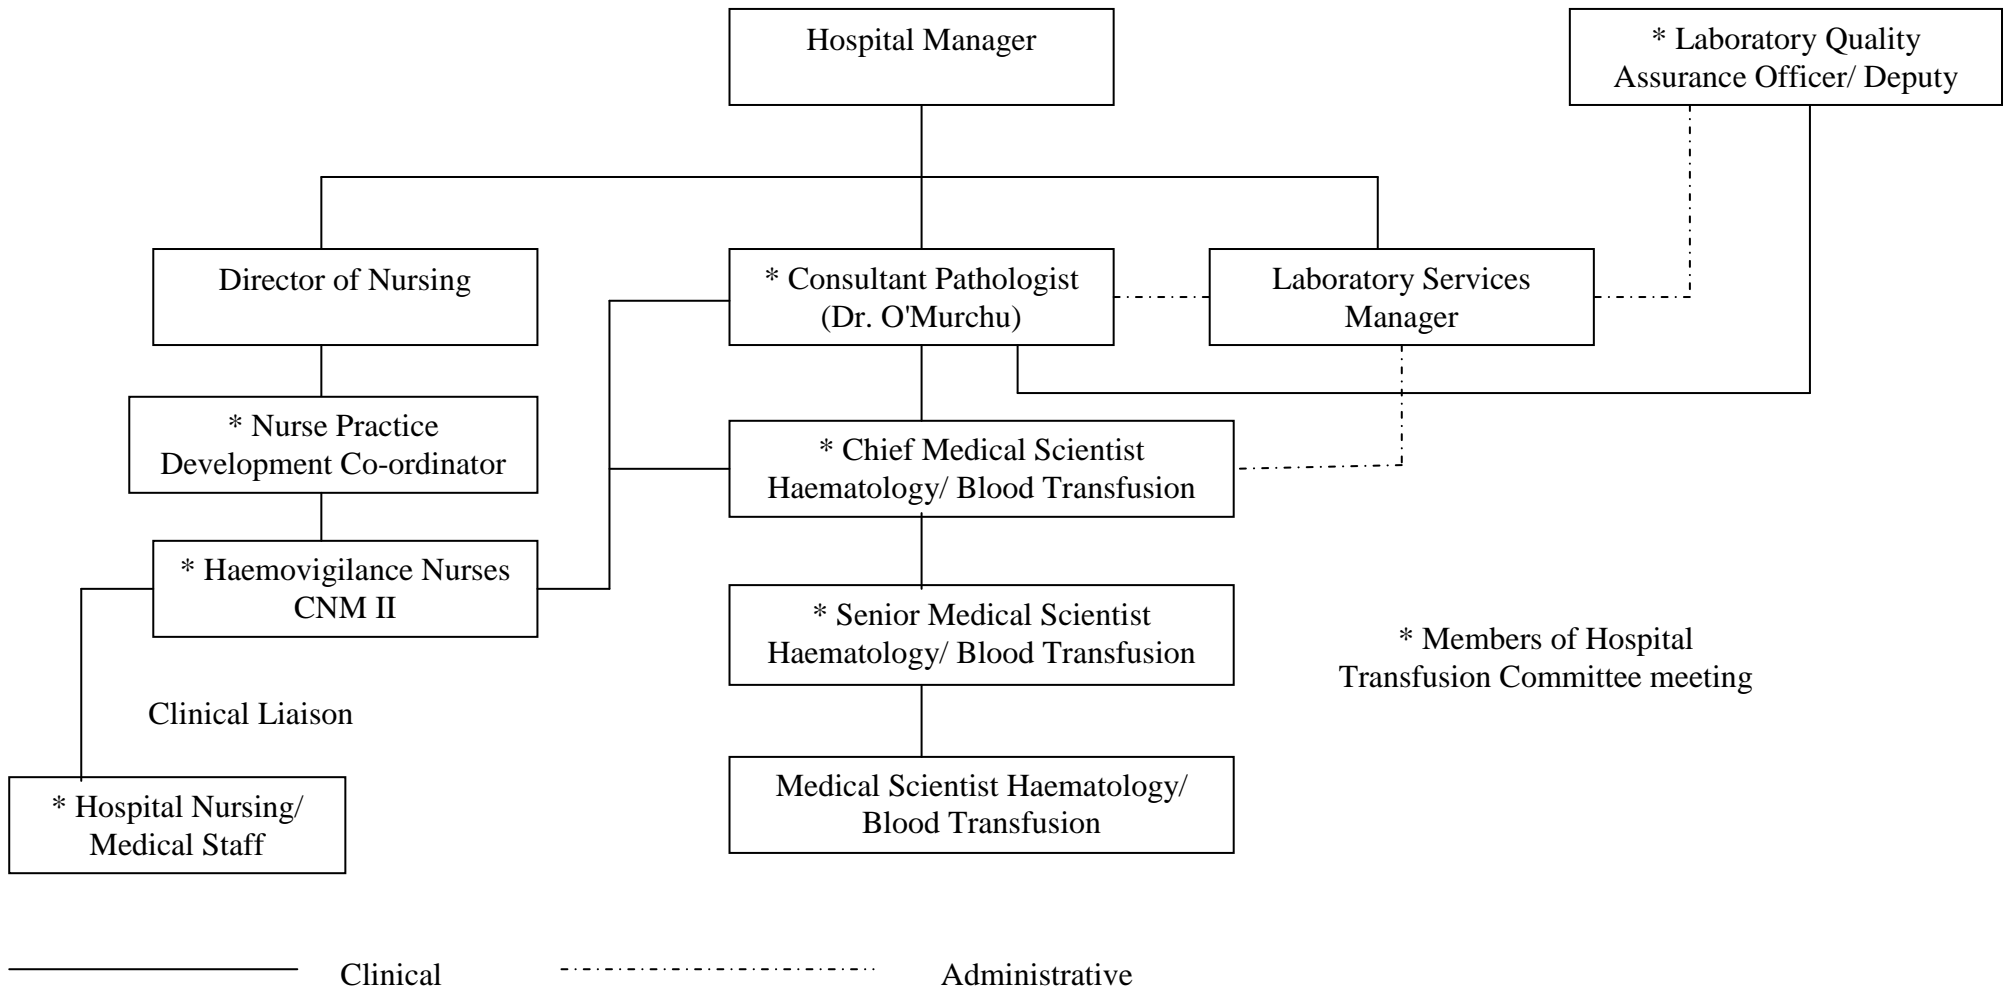 Hospital Manager
* Laboratory Quality
Assurance Officer/ Deputy
Director of Nursing
* Consultant Pathologist
(Dr. O'Murchu)
Laboratory Services
Manager
* Nurse Practice
Development Co-ordinator
* Chief Medical Scientist
Haematology/ Blood Transfusion
* Haemovigilance Nurses
CNM II
* Senior Medical Scientist
Haematology/ Blood Transfusion
* Members of Hospital
Transfusion Committee meeting
Clinical Liaison
* Hospital Nursing/
Medical Staff
Medical Scientist Haematology/
Blood Transfusion
Clinical
Administrative